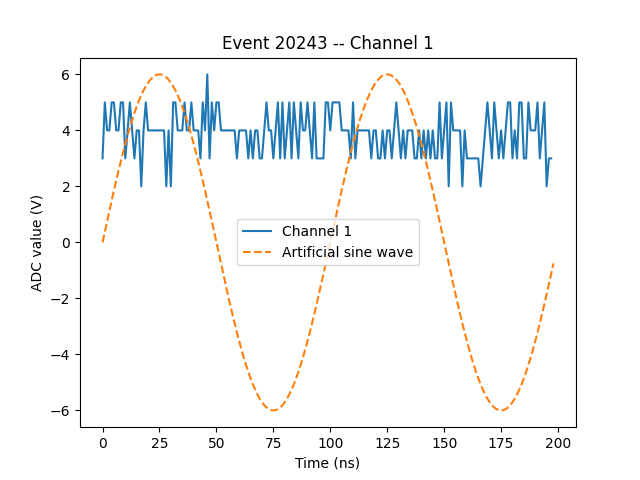 Event 20243 -- Channel 1
6
4
2
0
−2
−4
−6
ADC value (V)
Channel 1
Artificial sine wave
0 25 50 75 100 125 150 175 200
Time (ns)